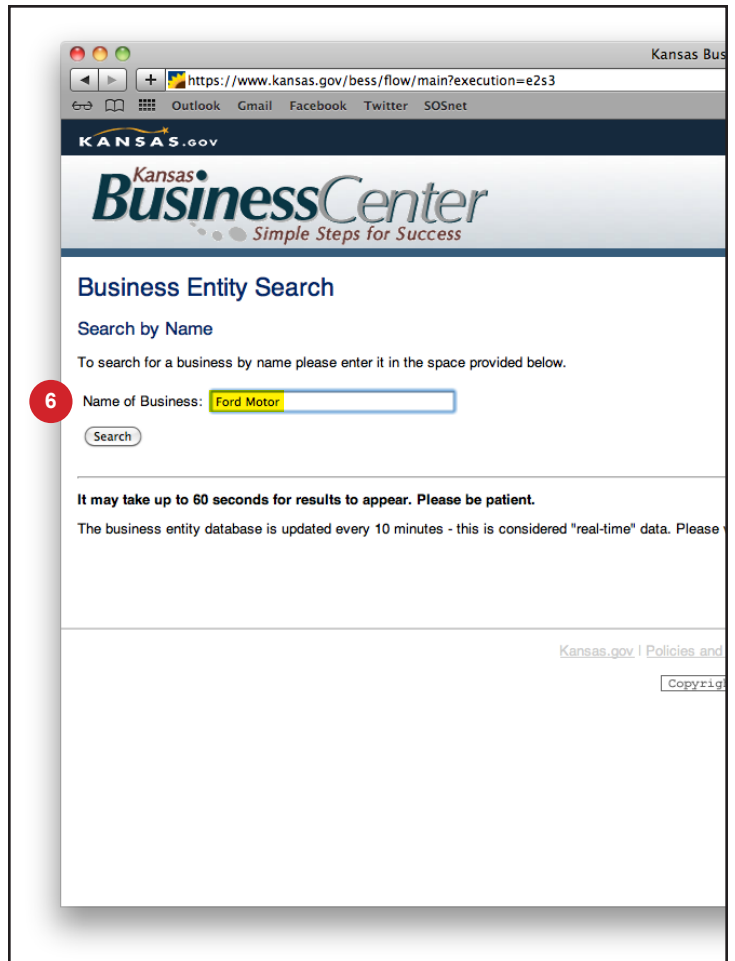 Kansas Bus
https://www.kansas.gov/bess/flow/main?execution=e2s3
Outlook Gmail Facebook Twitter SOSnet
KANSAS.GOV
Kansas
BusinessCenter
Simple Steps for Success
Business Entity Search
Search by Name
To search for a business by name please enter it in the space provided below.
6 Name of Business: Ford Motor
Search
It may take up to 60 seconds for results to appear. Please be patient.
The business entity database is updated every 10 minutes - this is considered "real-time" data. Please
Kansas.gov | Policies and
Copyrig